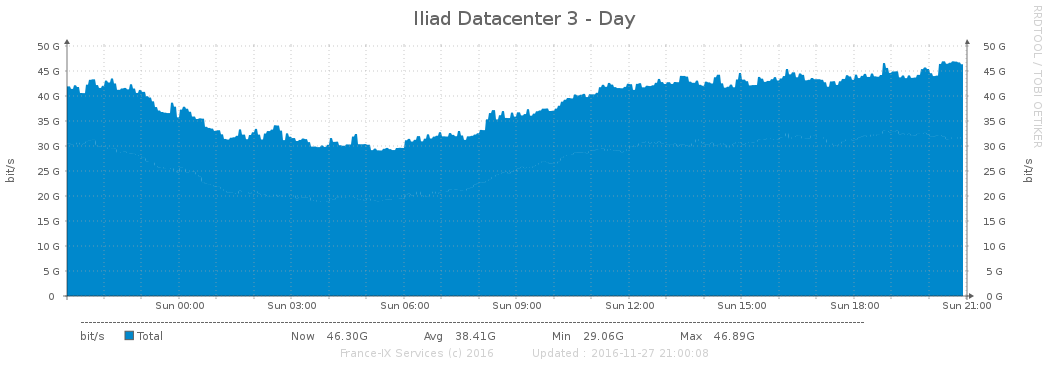 Iliad Datacenter 3 - Day
RRDTOOL / TOBI OETIKER
50 G 50 G
45 G 45 G
40 G 40 G
35 G 35 G
30 G 30 G
25 G 25 G
20 G 20 G
15 G 15 G
10 G 10 G
5 G 5 G
0 0 G
bit/s bit/s
Sun 00:00 Sun 03:00 Sun 06:00 Sun 09:00 Sun 12:00 Sun 15:00 Sun 18:00 Sun 21:00
bit/s Total Now 46.30G Avg 38.41G Min 29.06G Max 46.89G
France-IX Services (c) 2016 Updated : 2016-11-27 21:00:08